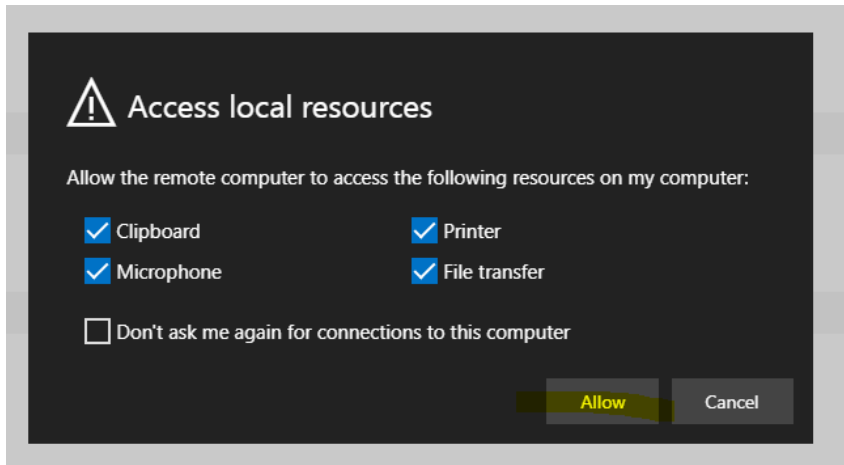 Access local resources
Allow the remote computer to access the following resources on my computer:
Clipboard Printer
Microphone File transfer
Don't ask me again for connections to this computer
Allow Cancel